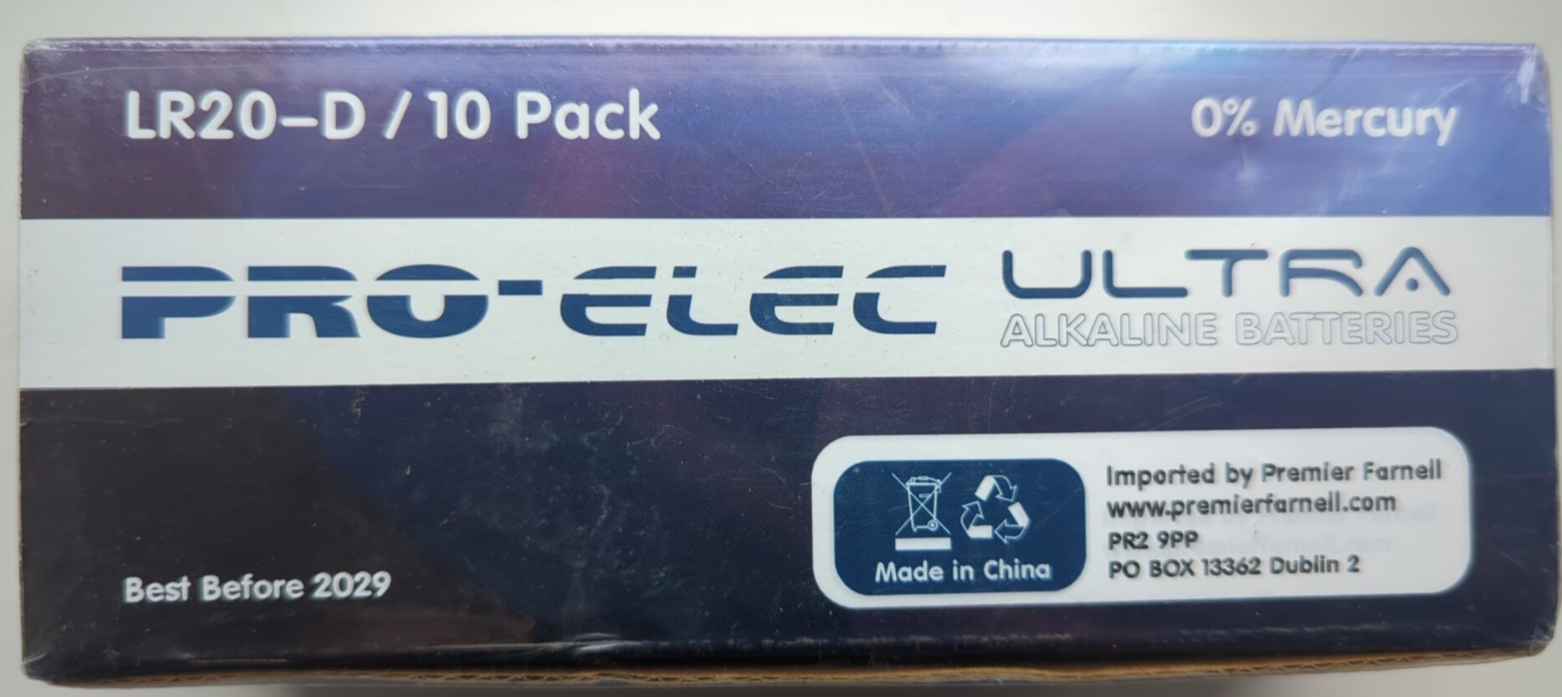 LR20-D / 10 Pack
0% Mercury
PRO-ELEC
ULTRA
ALKALINE BATTERIES
Imported by Premier Farnell
www.premierfarnell.com
PR2 9PP
PO BOX 13362 Dublin 2
Made in China
Best Before 2029